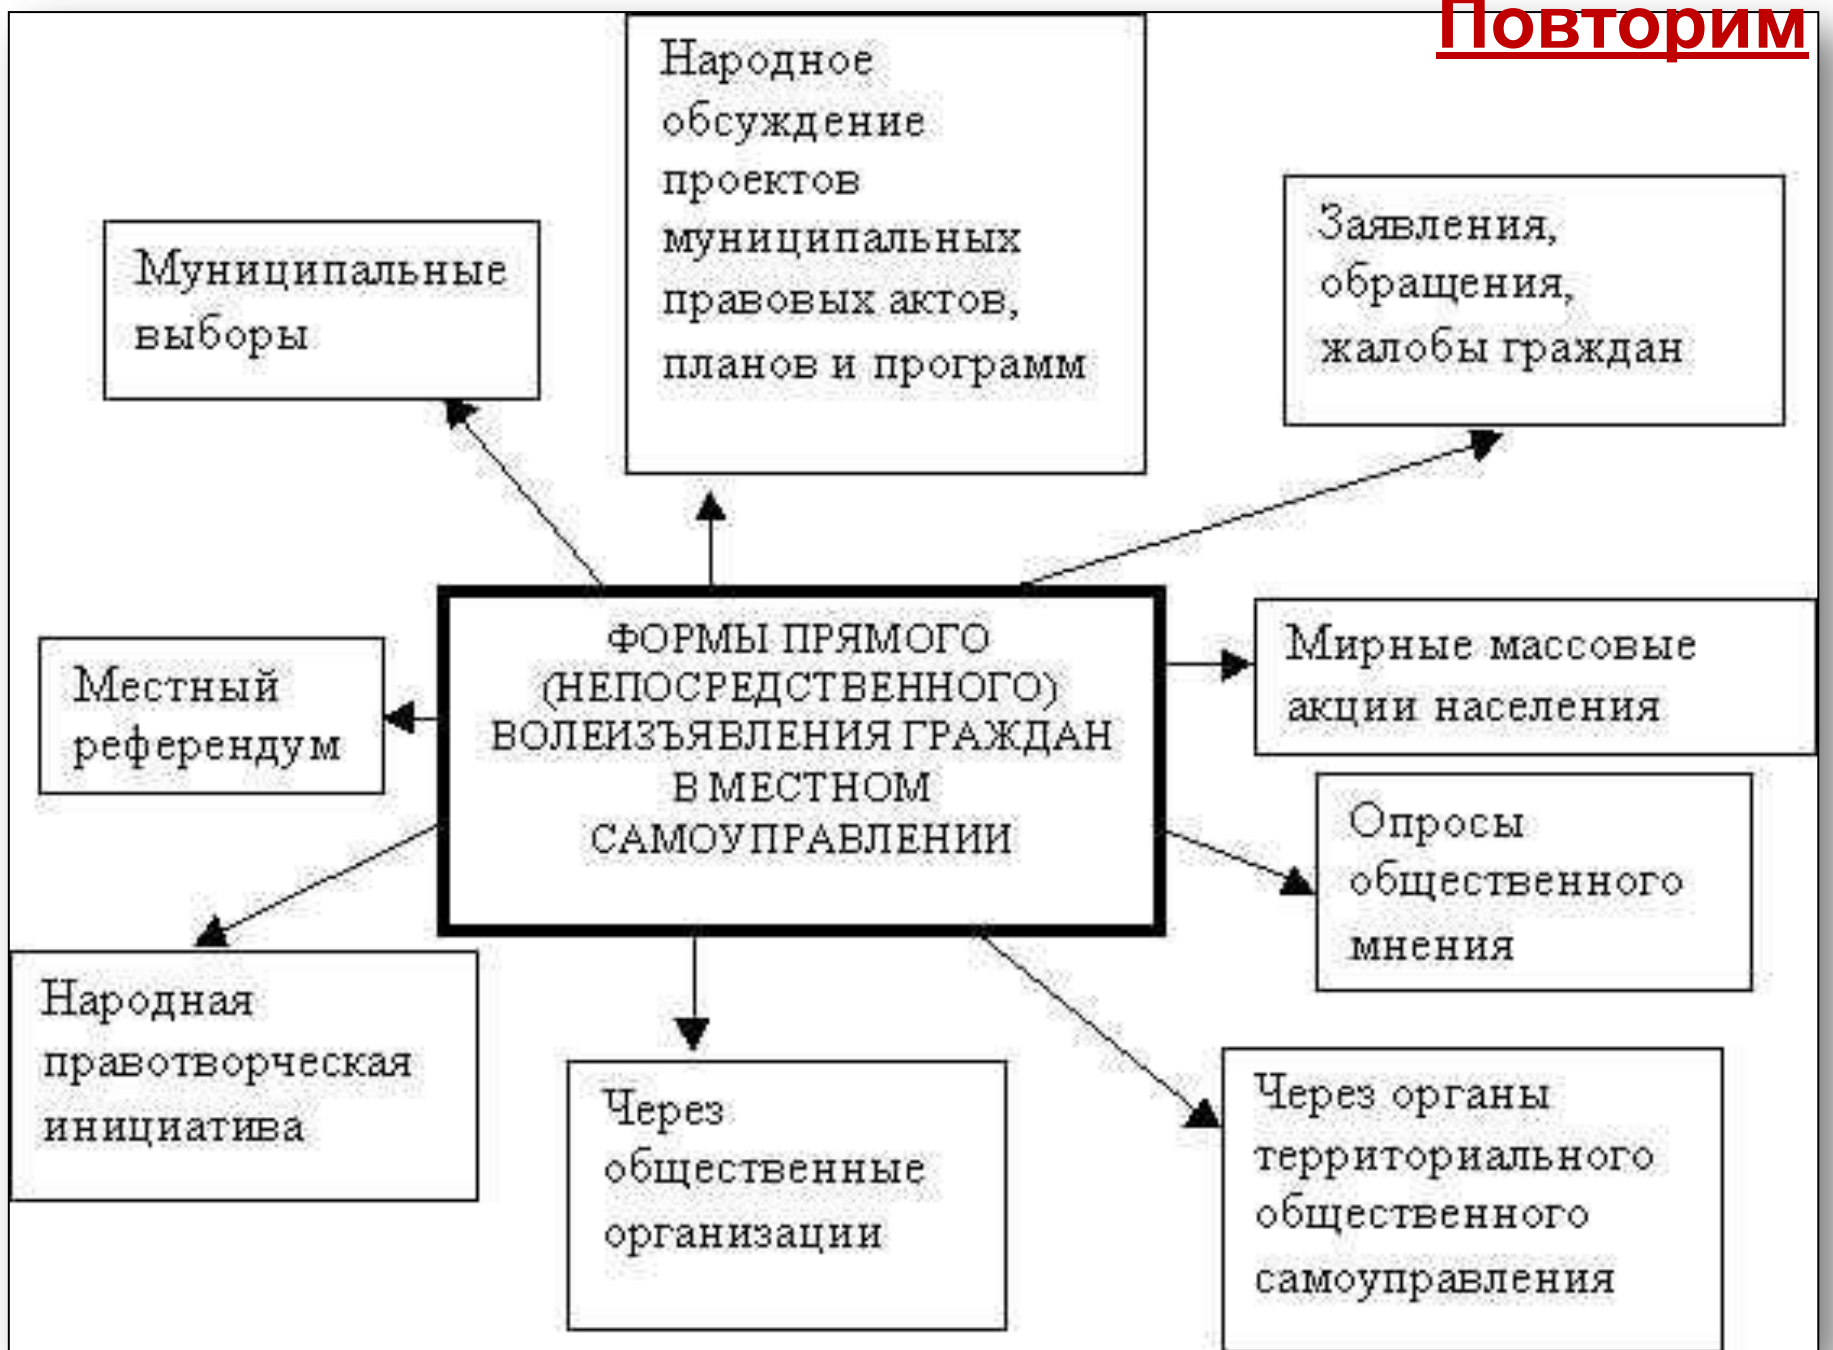 Повторим
Народное
обсуждение
проектов
муниципальных
правовых актов,
планов и программ
Муниципальные
выборы
Заявления,
обращения,
жалобы граждан
ФОРМЫ ПРЯМОГО
(НЕПОСРЕДСТВЕННОГО)
ВОЛЕИЗЪЯВЛЕНИЯ ГРАЖДАН
В МЕСТНОМ
САМОУПРАВЛЕНИИ
Местный
референдум
Мирные массовые
акции населения
Опросы
общественного
мнения
Народная
правотворческая
инициатива
Через
общественные
организации
Через органы
территориального
общественного
самоуправления